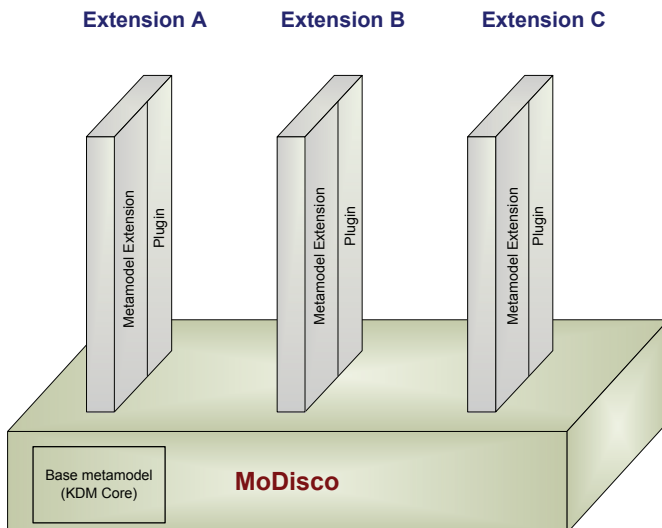 Extension A
Extension B
Extension C
Metamodel Extension
Plugin
Metamodel Extension
Plugin
Metamodel Extension
Plugin
Base metamodel
(KDM Core)
MoDisco